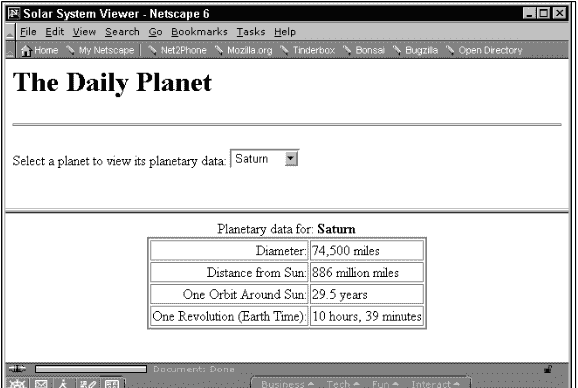 Solar System Viewer - Netscape 6
File Edit View Search Go Bookmarks Tasks Help
Home My Netscape Net2Phone Mozilla.org Tinderbox Bonsai Bugzilla Open Directory
The Daily Planet
Select a planet to view its planetary data: Saturn
Planetary data for: Saturn
Diameter: 74,500 miles
Distance from Sun: 886 million miles
One Orbit Around Sun: 29.5 years
One Revolution (Earth Time): 10 hours, 39 minutes
Document: Done
Business Tech Fun Interact